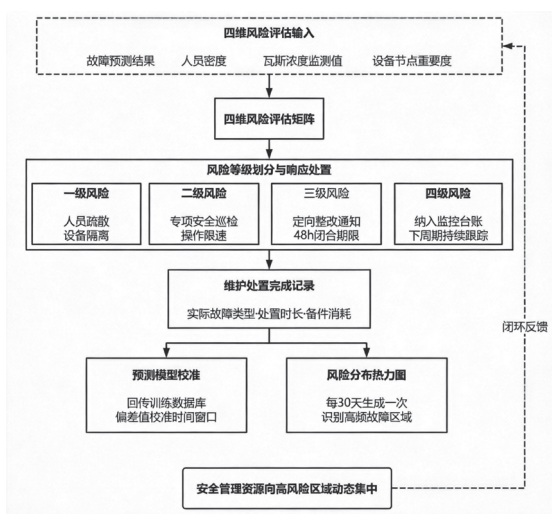 四维风险评估输入
故障预测结果 人员密度 瓦斯浓度监测值 设备节点重要度
四维风险评估矩阵
风险等级划分与响应处置
一级风险
人员疏散
设备隔离
二级风险
专项安全巡检
操作限速
三级风险
定向整改通知
48h闭合期限
四级风险
纳入监控台账
下周期持续跟踪
维护处置完成记录
实际故障类型·处置时长·备件消耗
闭环反馈
预测模型校准
回传训练数据库
偏差值校准时间窗口
风险分布热力图
每30天生成一次
识别高频故障区域
安全管理资源向高风险区域动态集中